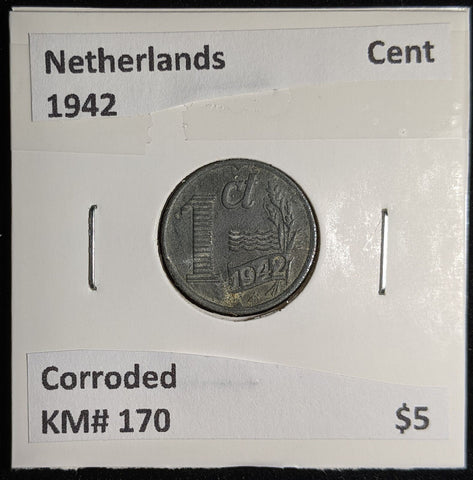 Netherlands Cent
1942
ct
1
1942
Corroded
KM# 170 $5